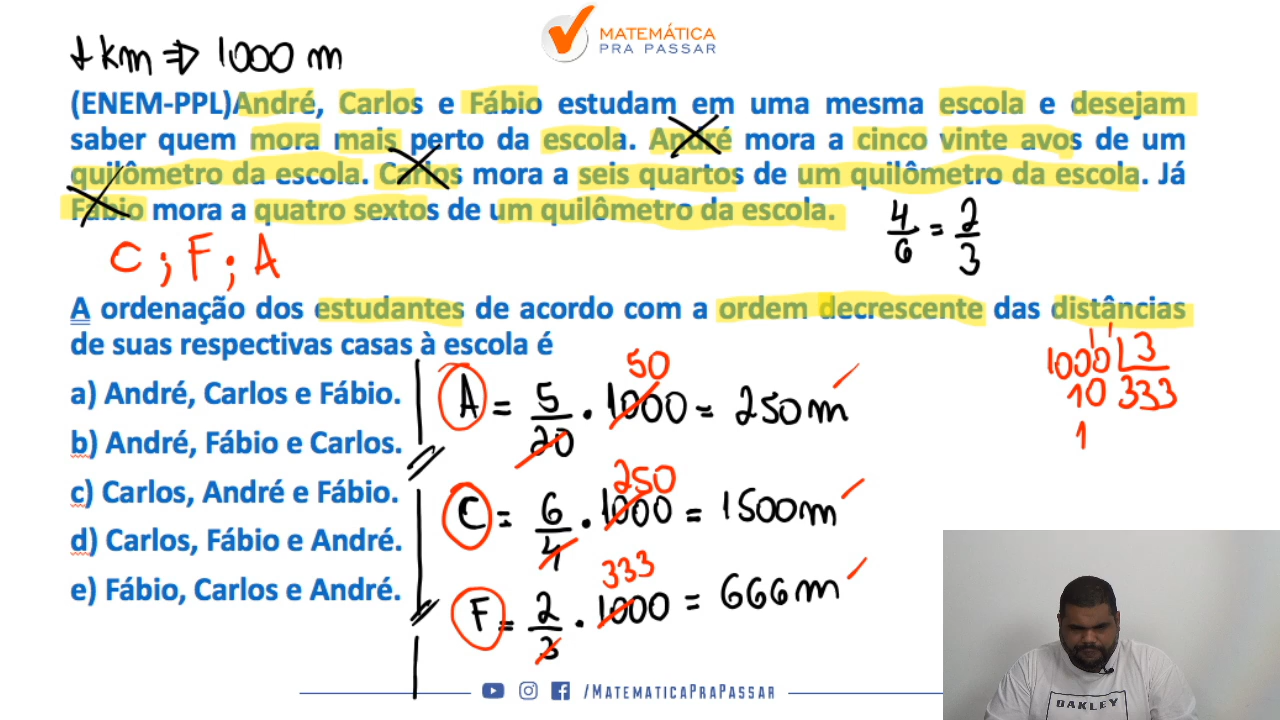 MATEMÁTICA
PRA PASSAR
1 km ⇒ 1000 m
(ENEM-PPL)André, Carlos e Fábio estudam em uma mesma escola e desejam
saber quem mora mais perto da escola. André mora a cinco vinte avos de um
quilômetro da escola. Carlos mora a seis quartos de um quilômetro da escola. Já
Fábio mora a quatro sextos de um quilômetro da escola.
4/6 = 2/3
C ; F ; A
A ordenação dos estudantes de acordo com a ordem decrescente das distâncias
de suas respectivas casas à escola é
a) André, Carlos e Fábio.
b) André, Fábio e Carlos.
c) Carlos, André e Fábio.
d) Carlos, Fábio e André.
e) Fábio, Carlos e André.
50
A = 5/20 . 1000 = 250m
250
C = 6/4 . 1000 = 1500m
333
F = 2/3 . 1000 = 666m
1000 3
10 333
1
/MATEMATICAPRAPASSAR
OAKLEY